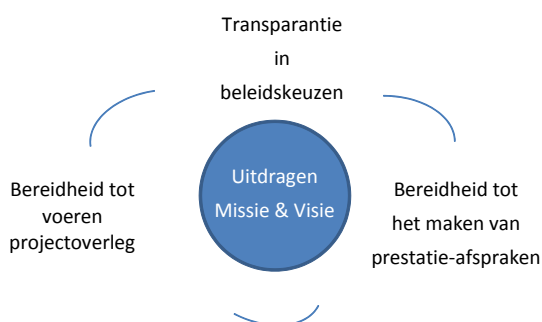 Transparantie
in
beleidskeuzen
Uitdragen
Missie & Visie
Bereidheid tot
voeren
projectoverleg
Bereidheid tot
het maken van
prestatie-afspraken